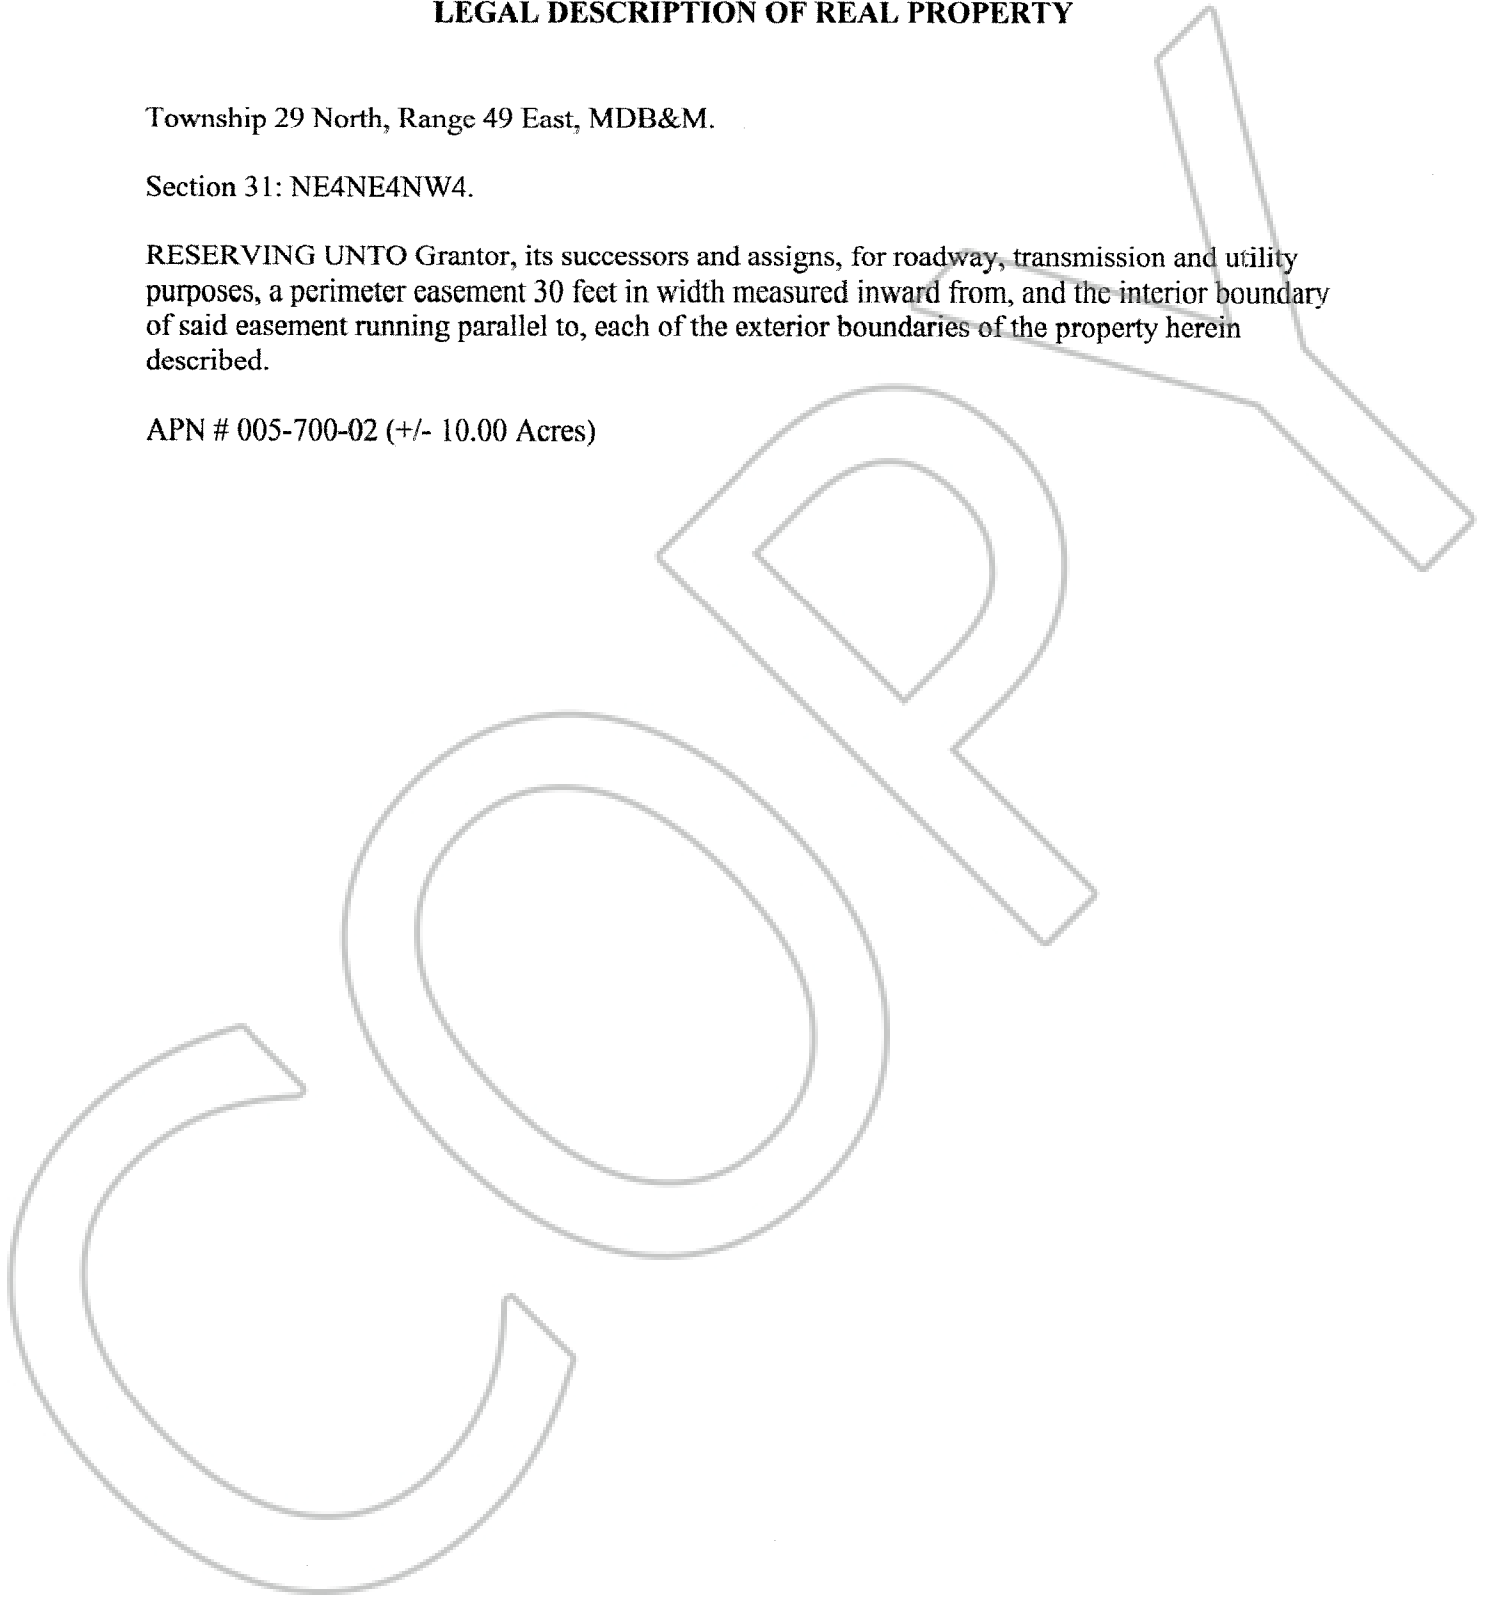 LEGAL DESCRIPTION OF REAL PROPERTY
Township 29 North, Range 49 East, MDB&M.
Section 31: NE4NE4NW4.
RESERVING UNTO Grantor, its successors and assigns, for roadway, transmission and utility
purposes, a perimeter easement 30 feet in width measured inward from, and the interior boundary
of said easement running parallel to, each of the exterior boundaries of the property herein
described.
APN # 005-700-02 (+/- 10.00 Acres)
COPY